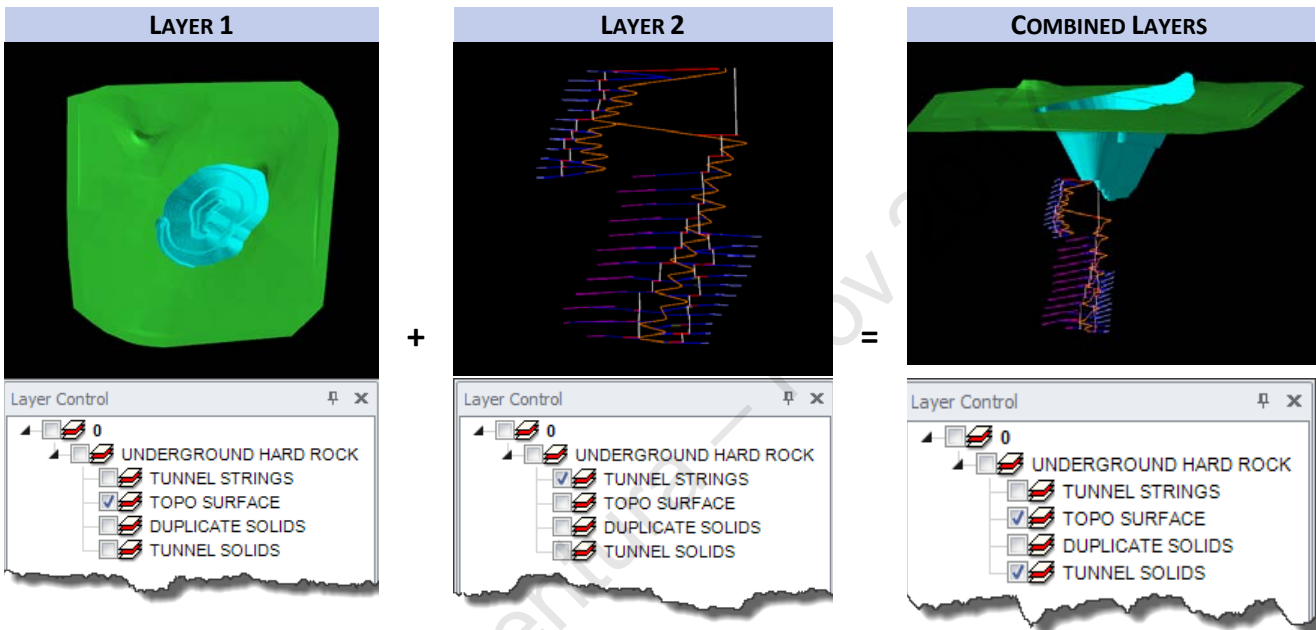 LAYER 1
LAYER 2
COMBINED LAYERS
+
=
Layer Control
0
UNDERGROUND HARD ROCK
TUNNEL STRINGS
TOPO SURFACE
DUPLICATE SOLIDS
TUNNEL SOLIDS
Layer Control
0
UNDERGROUND HARD ROCK
TUNNEL STRINGS
TOPO SURFACE
DUPLICATE SOLIDS
TUNNEL SOLIDS
Layer Control
0
UNDERGROUND HARD ROCK
TUNNEL STRINGS
TOPO SURFACE
DUPLICATE SOLIDS
TUNNEL SOLIDS